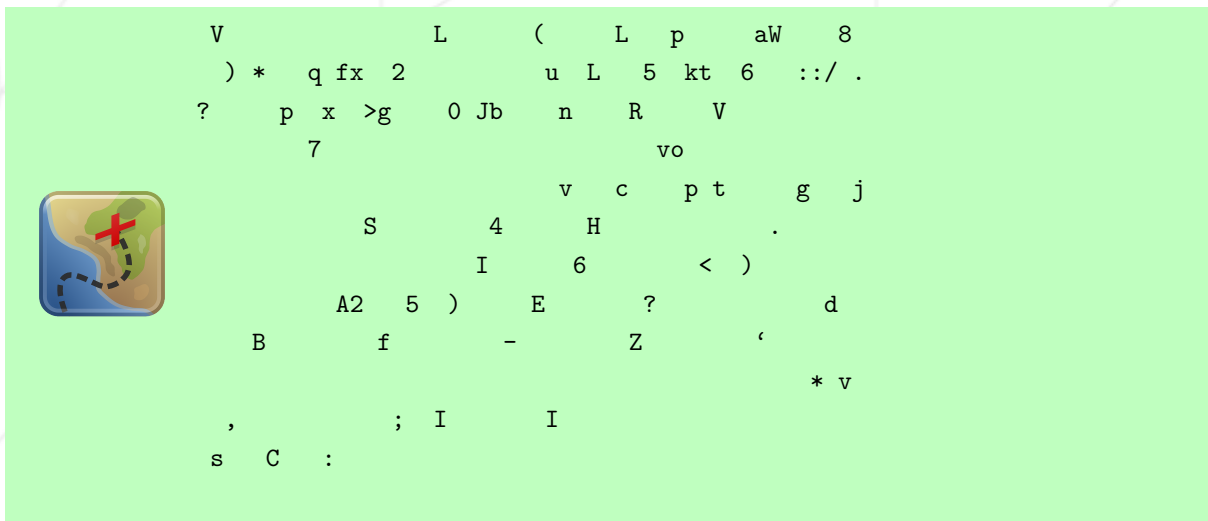 V L ( L p aW 8
) * q fx 2 u L 5 kt 6 ::/ .
? p x >g 0 Jb n R V
7 vo
v c p t g j
S 4 H .
I 6 < )
A2 5 ) E ? d
B f - Z ‘
* v
, ; I I
s C :